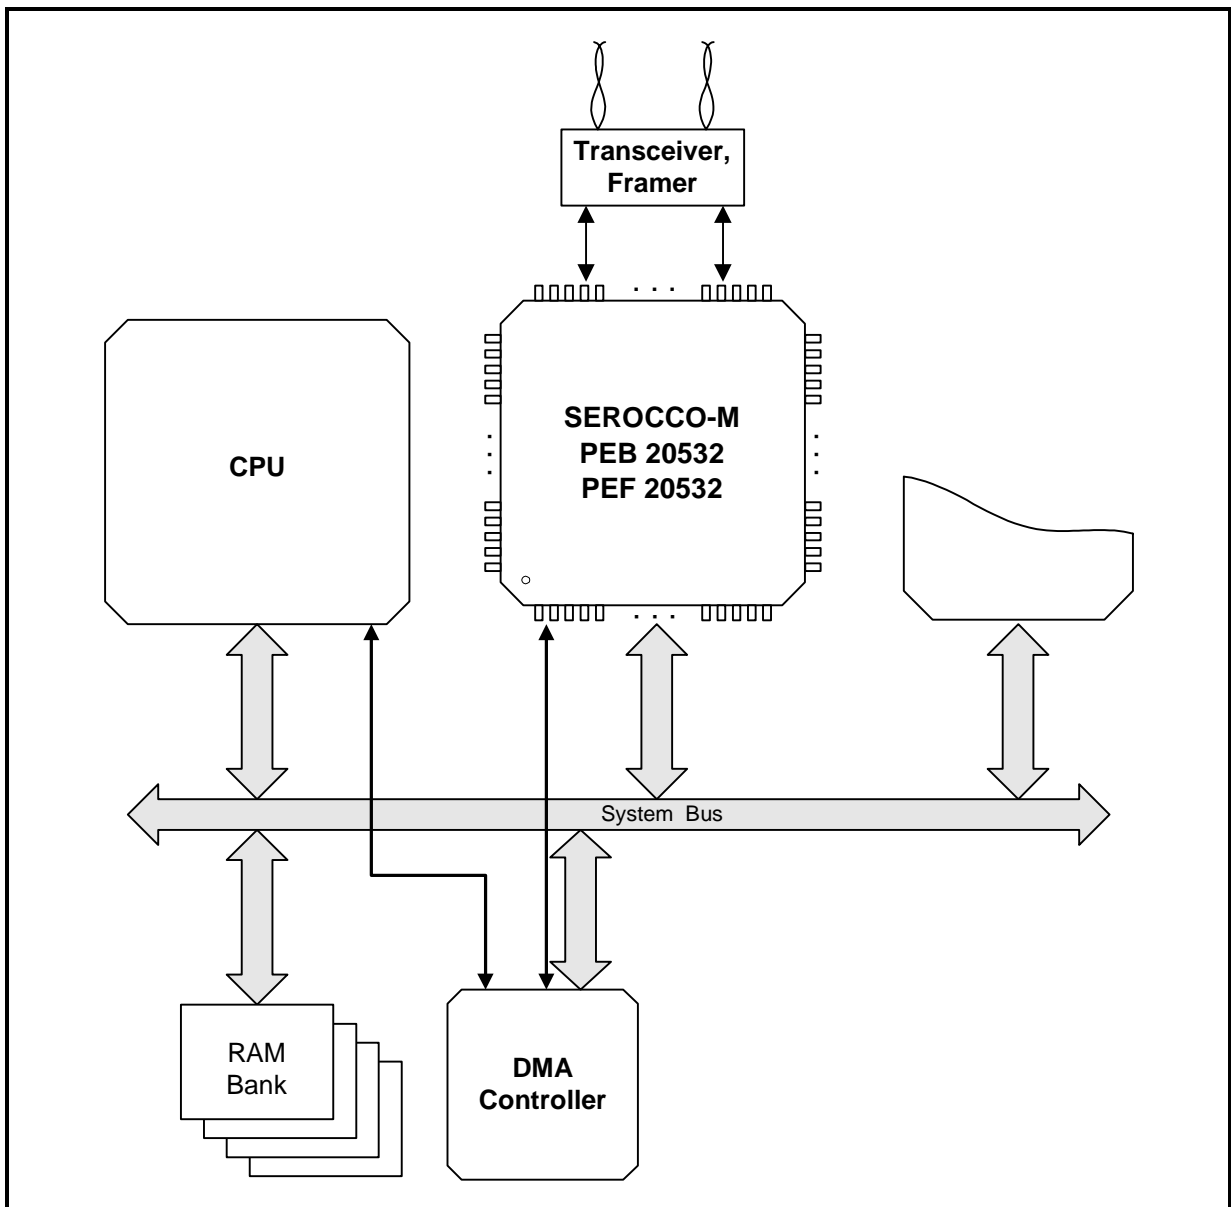 Transceiver,
Framer
CPU
SEROCCO-M
PEB 20532
PEF 20532
System Bus
RAM
Bank
DMA
Controller